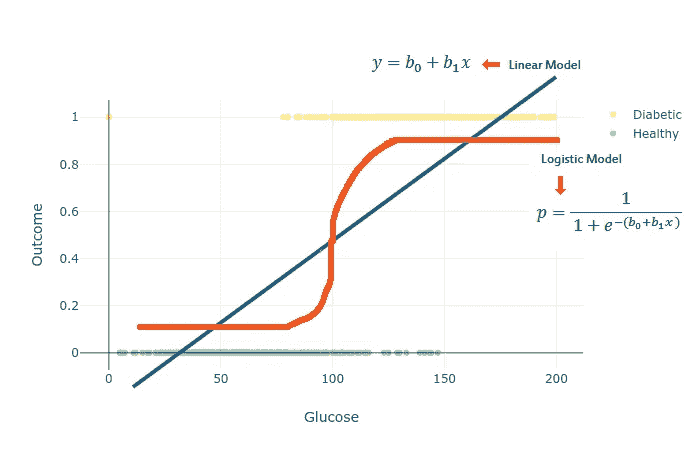 y = b₀ + b₁x
Linear Model
1
0.8
0.6
0.4
0.2
0
Outcome
0
50
100
150
200
Glucose
Diabetic
Healthy
Logistic Model
p = 1 / 1 + e^−(b₀+b₁x)